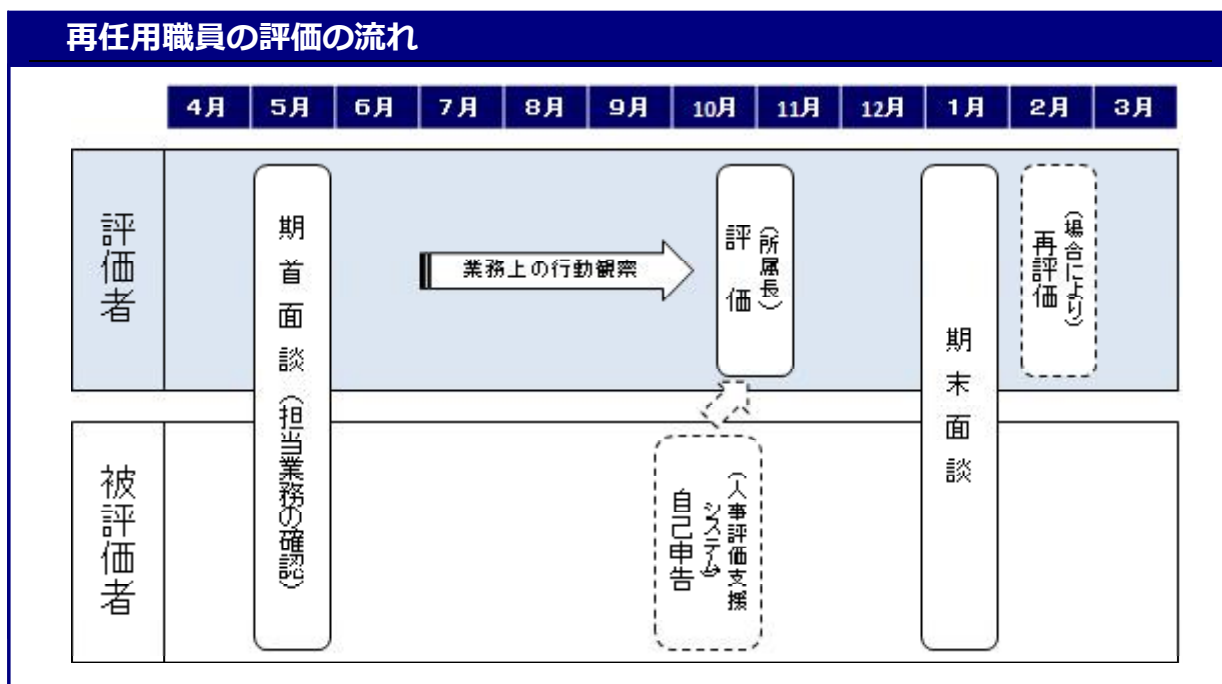 再任用職員の評価の流れ
4月 5月 6月 7月 8月 9月 10月 11月 12月 1月 2月 3月
評価者
期首面談(担当業務の確認)
業務上の行動観察
評価
(所属長)
期末面談
再評価
(場合により)
被評価者
自己申告
(人事評価支援
システム)